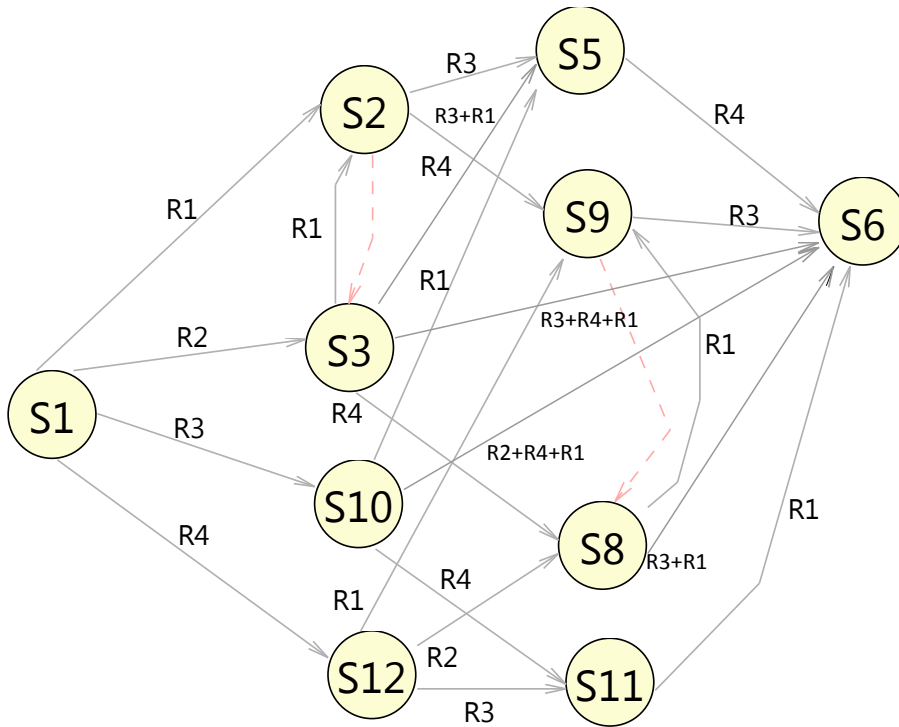 S5
R3
S2
R3+R1
R4
R4
R1
S9
R3
S6
R1
R1
R3+R4+R1
R2
S3
R1
R4
S1
R3
R2+R4+R1
S10
R4
S8
R3+R1
R1
R4
R1
R2
S12
S11
R3